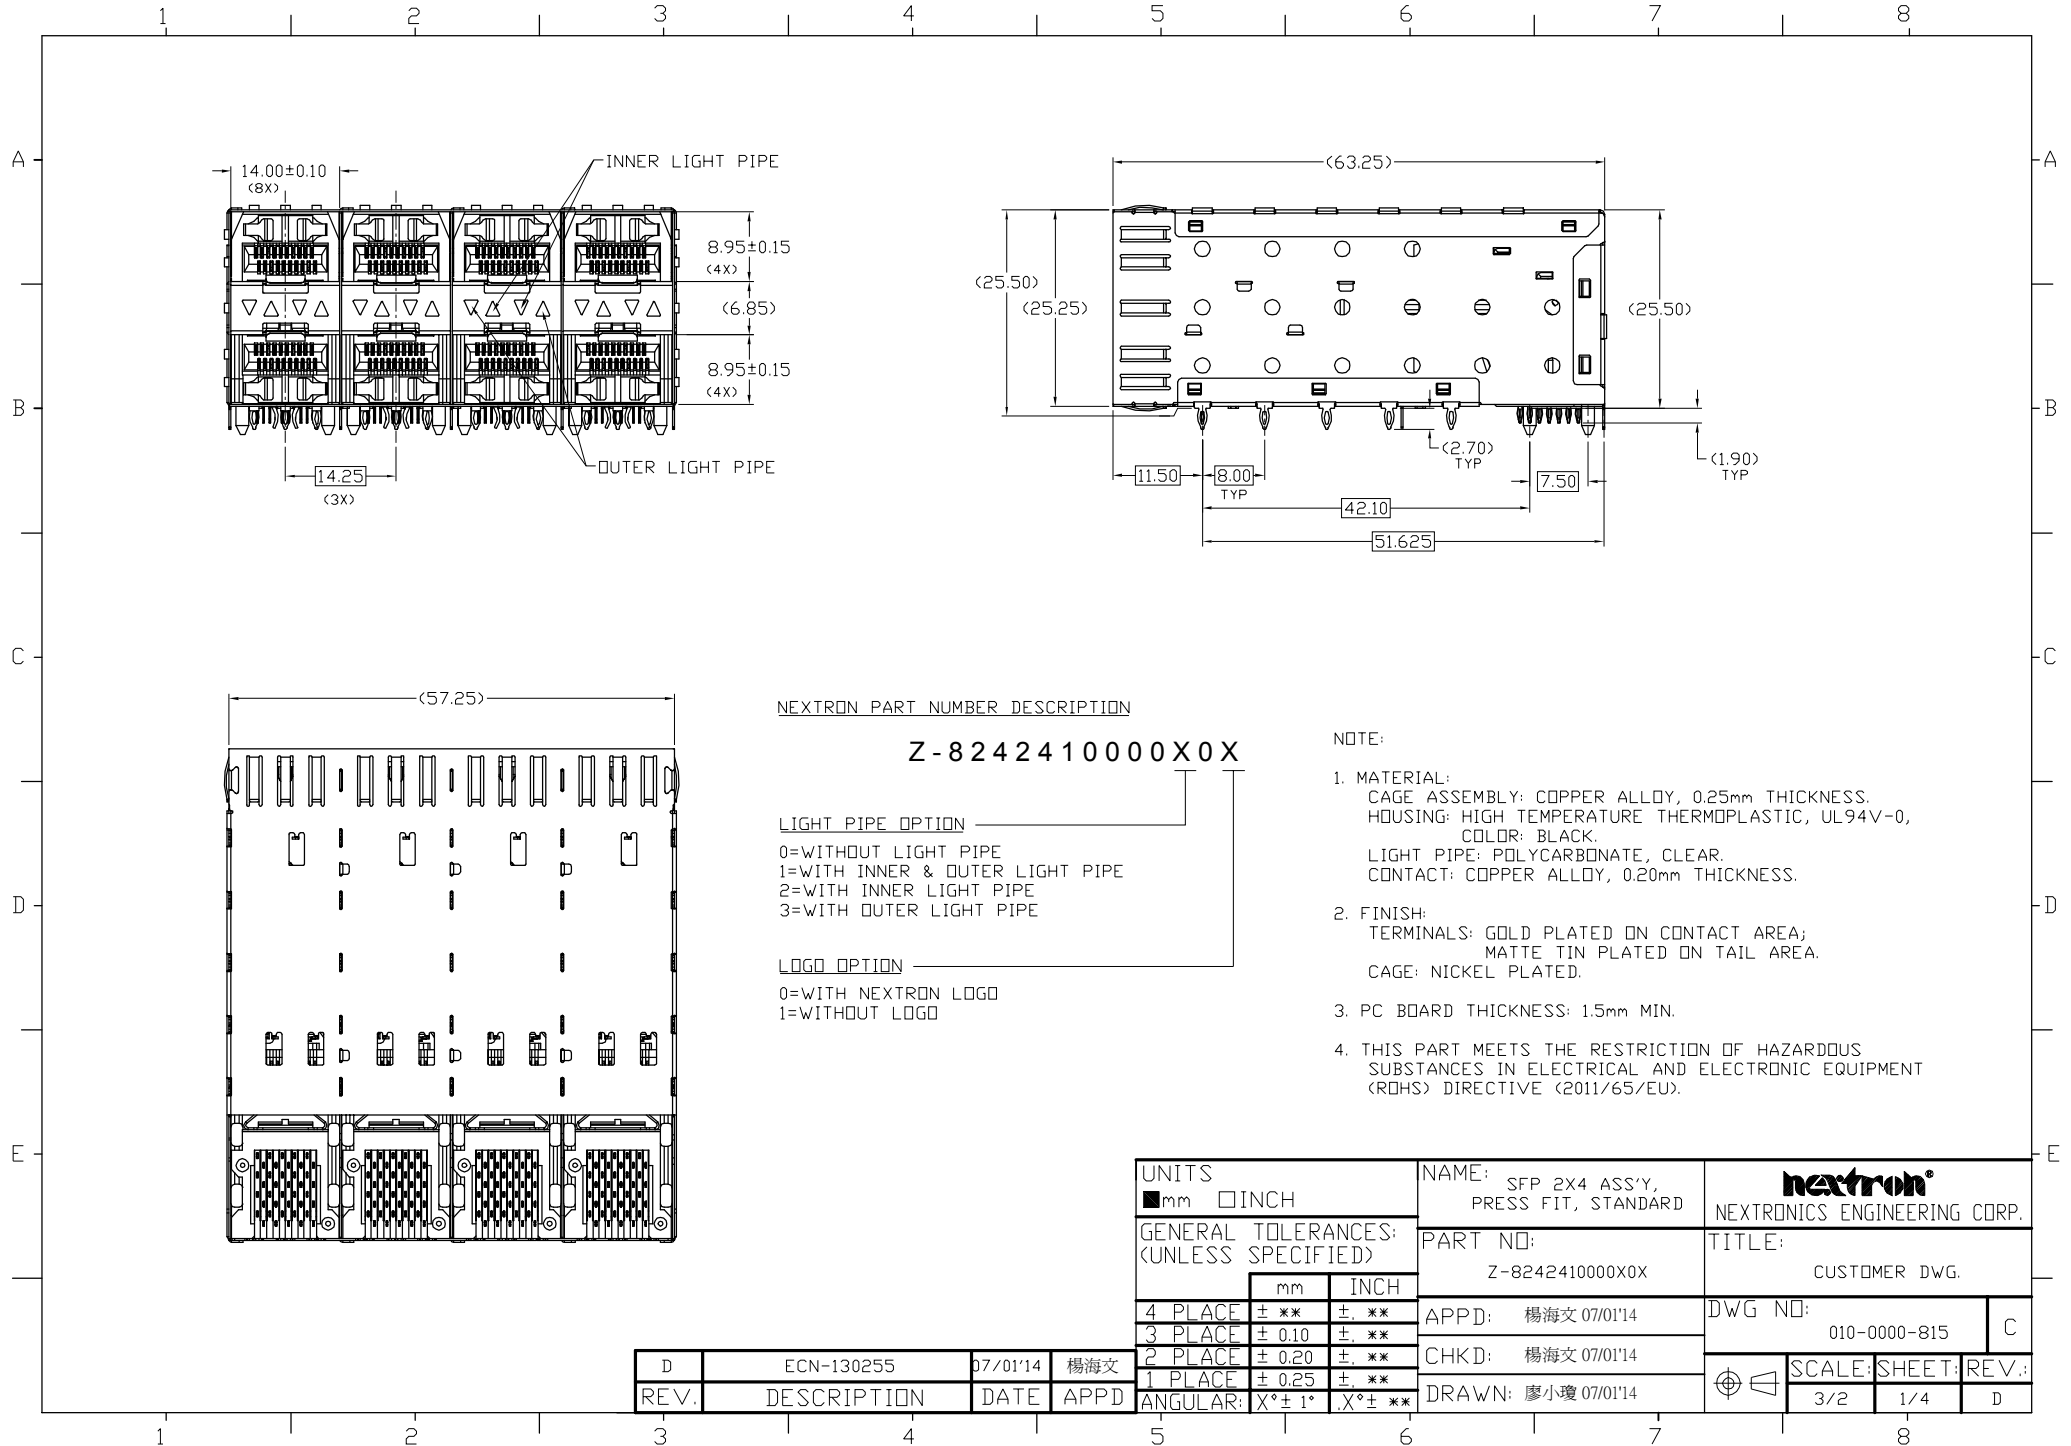 1 2 3 4 5 6 7 8
A A
B B
C C
D D
E E
INNER LIGHT PIPE
14.00±0.10
(8X)
8.95±0.15
(4X)
(6.85)
8.95±0.15
(4X)
OUTER LIGHT PIPE
14.25
(3X)
(63.25)
(25.50)
(25.25)
(25.50)
(2.70)
TYP
(1.90)
TYP
11.50
8.00
TYP
7.50
42.10
51.625
(57.25)
NEXTRON PART NUMBER DESCRIPTION
Z-8242410000X0X
LIGHT PIPE OPTION
0=WITHOUT LIGHT PIPE
1=WITH INNER & OUTER LIGHT PIPE
2=WITH INNER LIGHT PIPE
3=WITH OUTER LIGHT PIPE
LOGO OPTION
0=WITH NEXTRON LOGO
1=WITHOUT LOGO
NOTE:
1. MATERIAL:
CAGE ASSEMBLY: COPPER ALLOY, 0.25mm THICKNESS.
HOUSING: HIGH TEMPERATURE THERMOPLASTIC, UL94V-0,
COLOR: BLACK.
LIGHT PIPE: POLYCARBONATE, CLEAR.
CONTACT: COPPER ALLOY, 0.20mm THICKNESS.
2. FINISH:
TERMINALS: GOLD PLATED ON CONTACT AREA;
MATTE TIN PLATED ON TAIL AREA.
CAGE: NICKEL PLATED.
3. PC BOARD THICKNESS: 1.5mm MIN.
4. THIS PART MEETS THE RESTRICTION OF HAZARDOUS
SUBSTANCES IN ELECTRICAL AND ELECTRONIC EQUIPMENT
(ROHS) DIRECTIVE (2011/65/EU).
UNITS
■mm □INCH
GENERAL TOLERANCES:
(UNLESS SPECIFIED)
mm INCH
4 PLACE ± ** ±. **
3 PLACE ± 0.10 ±. **
2 PLACE ± 0.20 ±. **
1 PLACE ± 0.25 ±. **
ANGULAR: X°± 1° .X°± **
NAME: SFP 2X4 ASS'Y,
PRESS FIT, STANDARD
PART NO:
Z-8242410000X0X
APPD: 楊海文 07/01'14
CHKD: 楊海文 07/01'14
DRAWN: 廖小瓊 07/01'14
nextron®
NEXTRONICS ENGINEERING CORP.
TITLE:
CUSTOMER DWG.
DWG NO:
010-0000-815
C
SCALE: SHEET: REV.:
3/2 1/4 D
D ECN-130255 07/01'14 楊海文
REV. DESCRIPTION DATE APPD
1 2 3 4 5 6 7 8